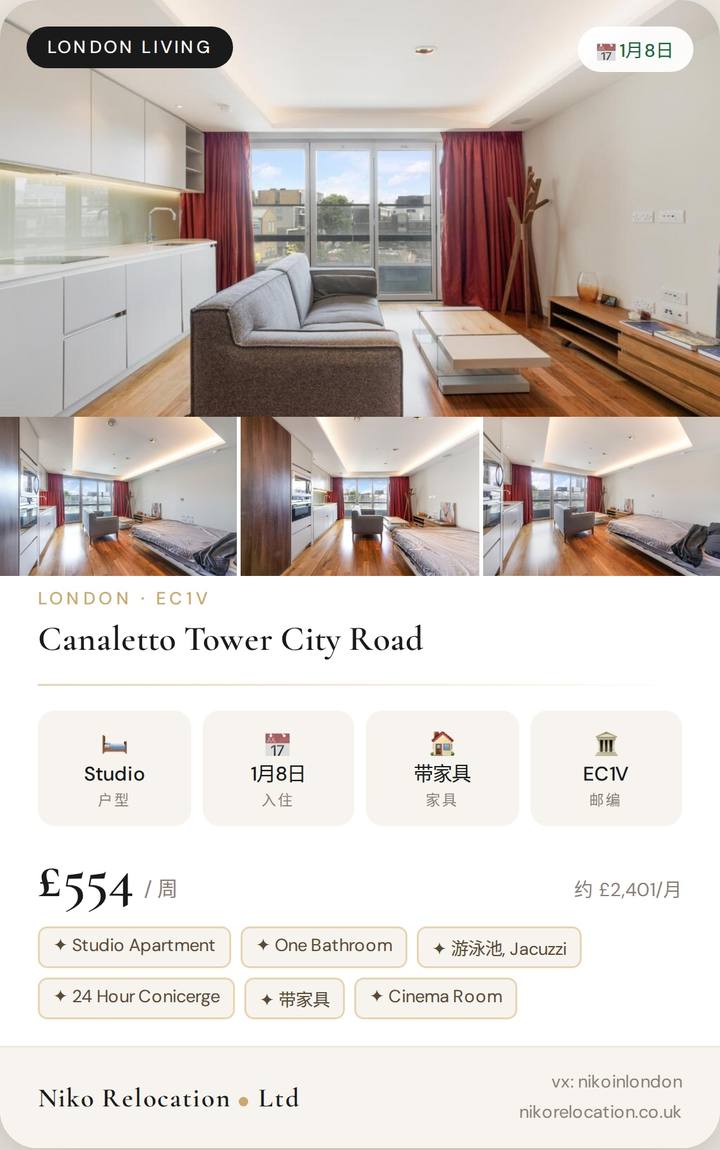 LONDON LIVING
📅1月8日
LONDON · EC1V
Canaletto Tower City Road
🛏️ 📅 🏠 🏛️
Studio 1月8日 带家具 EC1V
户型 入住 家具 邮编
£554 / 周 约 £2,401/月
✦ Studio Apartment ✦ One Bathroom ✦ 游泳池, Jacuzzi
✦ 24 Hour Conicerge ✦ 带家具 ✦ Cinema Room
Niko Relocation ● Ltd
vx: nikoinlondon
nikorelocation.co.uk